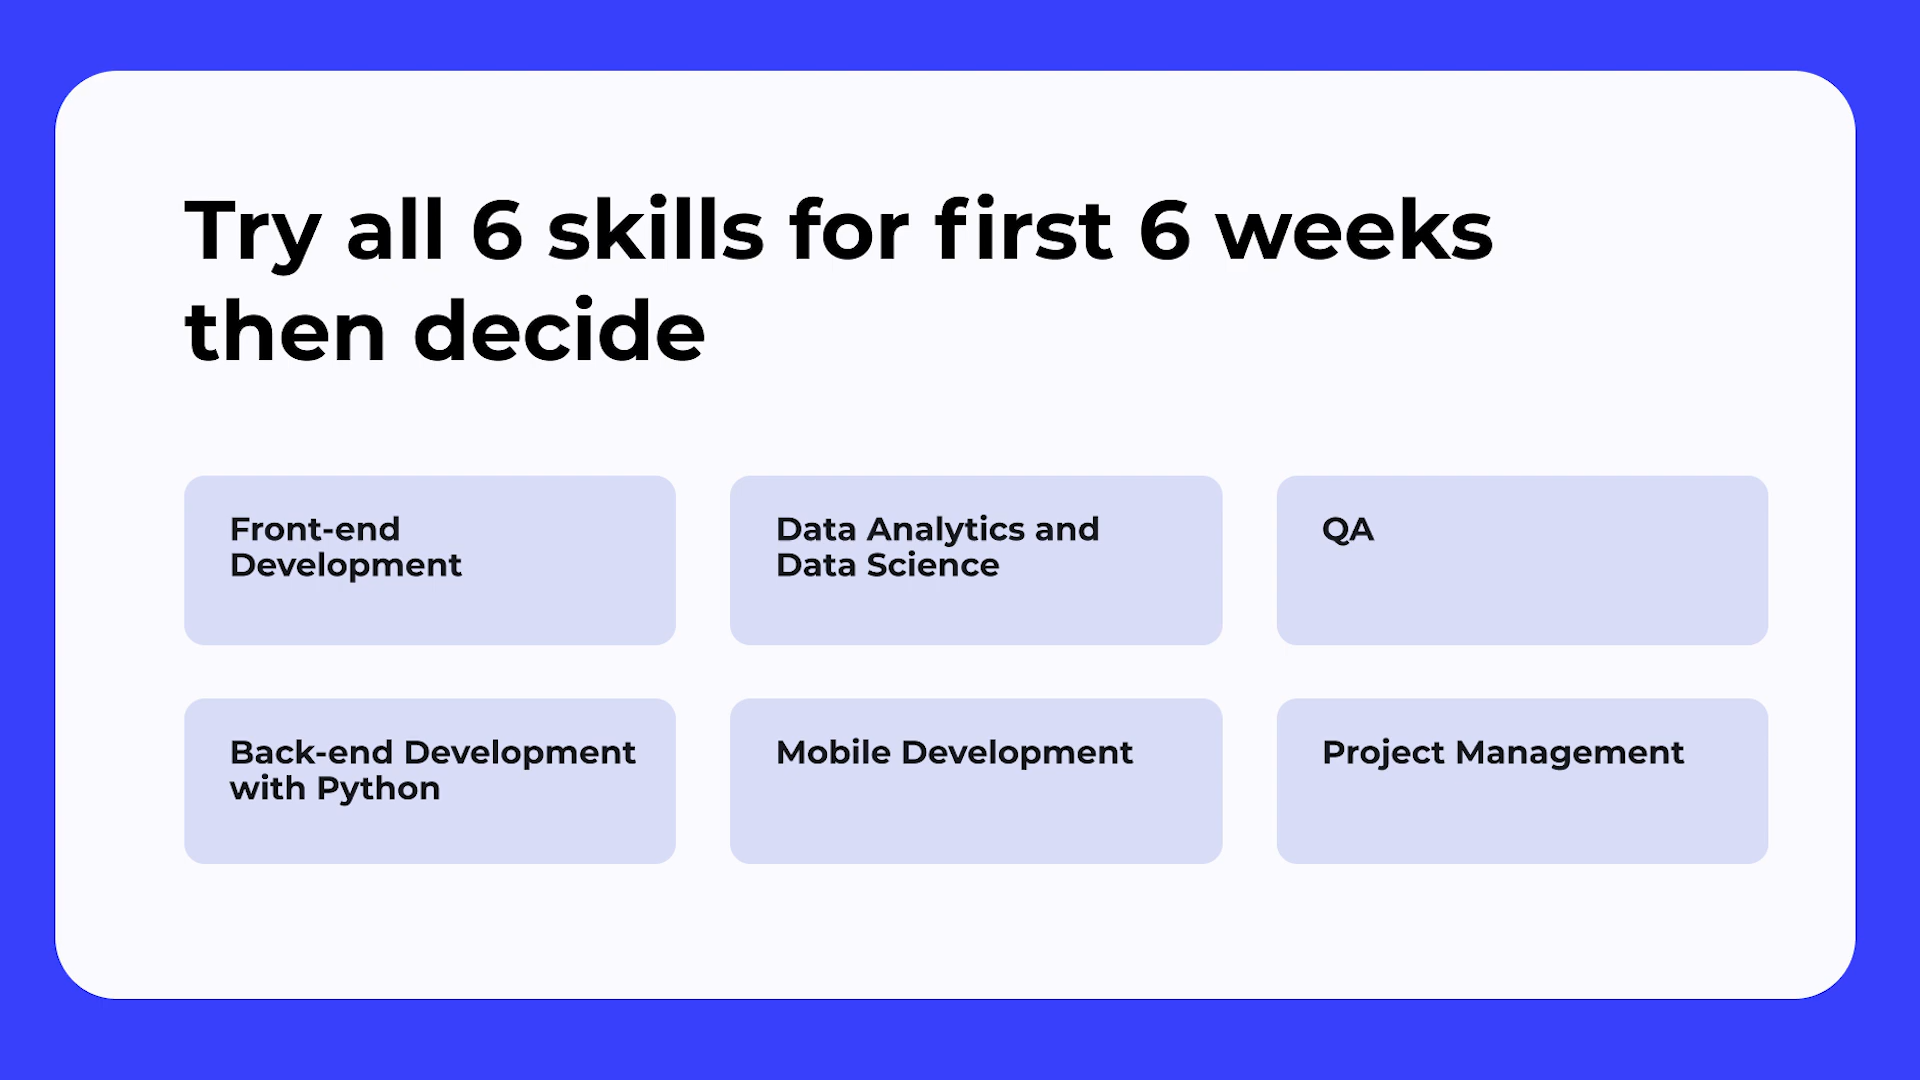 Try all 6 skills for first 6 weeks
then decide
Front-end
Development
Data Analytics and
Data Science
QA
Back-end Development
with Python
Mobile Development
Project Management